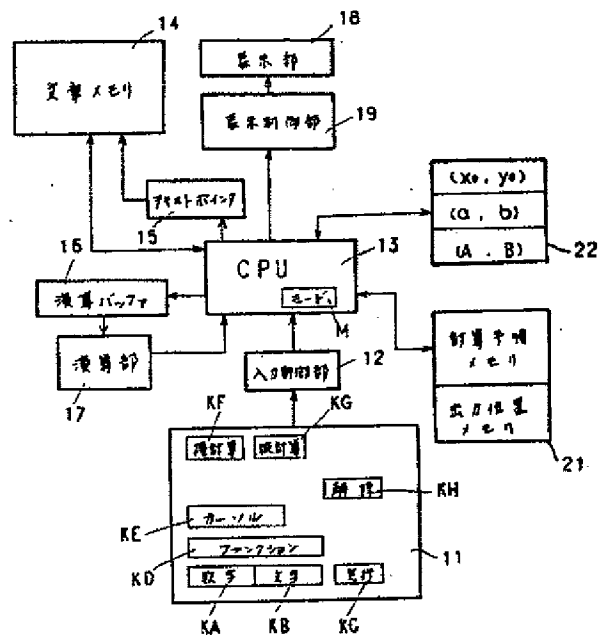 14
18
文書メモリ
表示部
19
表示制御部
(x0, y0)
(a, b)
(A, B)
22
テキストポインタ
15
13
CPU
16
演算バッファ
モード
M
演算部
17
12
入力制御部
計算手順
メモリ
出力位置
メモリ
21
KF
KG
横計算
縦計算
解除
KH
KE
カーソル
KD
ファンクション
11
数字
文字
実行
KA
KB
KC